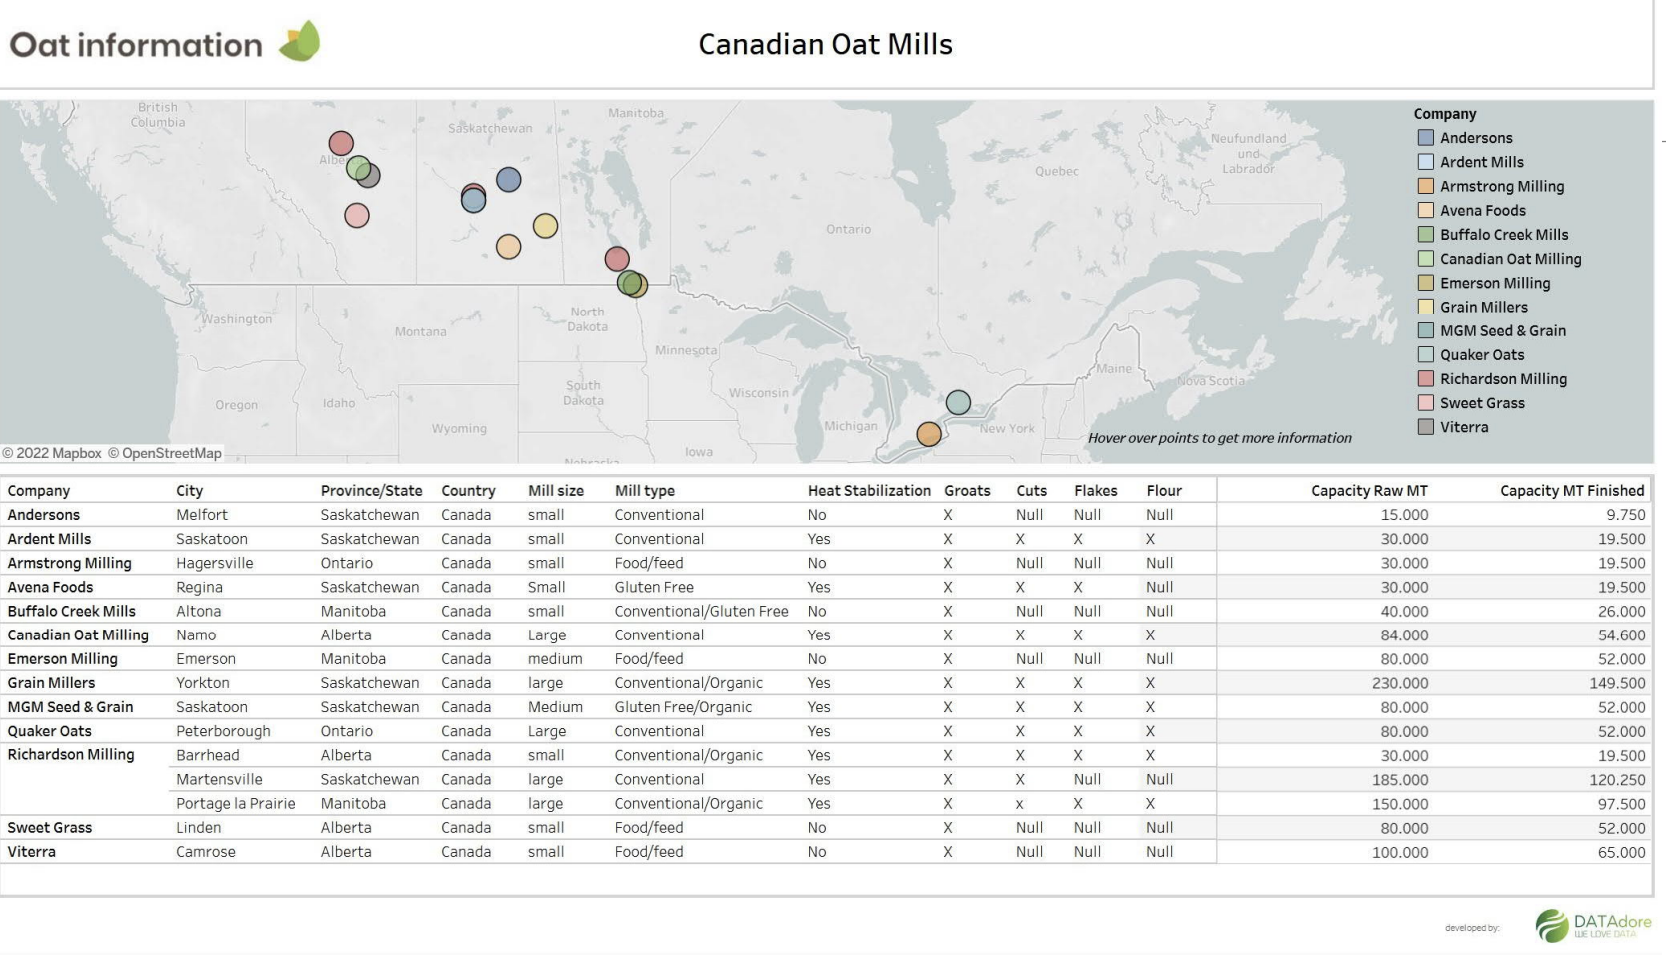 Oat information
Canadian Oat Mills
British
Columbia
Alber
Saskatchewan
Manitoba
Ontario
Quebec
Newfoundland
und
Labrador
Washington
Montana
North
Dakota
Minnesota
Oregon
Idaho
South
Dakota
Wisconsin
Wyoming
Michigan
New York
Maine
Nova Scotia
Iowa
Nebraska
Hover over points to get more information
© 2022 Mapbox © OpenStreetMap
Company
Andersons
Ardent Mills
Armstrong Milling
Avena Foods
Buffalo Creek Mills
Canadian Oat Milling
Emerson Milling
Grain Millers
MGM Seed & Grain
Quaker Oats
Richardson Milling
Sweet Grass
Viterra
Company City Province/State Country Mill size Mill type Heat Stabilization Groats Cuts Flakes Flour Capacity Raw MT Capacity MT Finished
Andersons Melfort Saskatchewan Canada small Conventional No X Null Null Null 15.000 9.750
Ardent Mills Saskatoon Saskatchewan Canada small Conventional Yes X X X X 30.000 19.500
Armstrong Milling Hagersville Ontario Canada small Food/feed No X Null Null Null 30.000 19.500
Avena Foods Regina Saskatchewan Canada Small Gluten Free Yes X X X Null 30.000 19.500
Buffalo Creek Mills Altona Manitoba Canada small Conventional/Gluten Free No X Null Null Null 40.000 26.000
Canadian Oat Milling Namo Alberta Canada Large Conventional Yes X X X X 84.000 54.600
Emerson Milling Emerson Manitoba Canada medium Food/feed No X Null Null Null 80.000 52.000
Grain Millers Yorkton Saskatchewan Canada large Conventional/Organic Yes X X X X 230.000 149.500
MGM Seed & Grain Saskatoon Saskatchewan Canada Medium Gluten Free/Organic Yes X X X X 80.000 52.000
Quaker Oats Peterborough Ontario Canada Large Conventional Yes X X X X 80.000 52.000
Richardson Milling Barrhead Alberta Canada small Conventional/Organic Yes X X X X 30.000 19.500
Martensville Saskatchewan Canada large Conventional Yes X X Null Null 185.000 120.250
Portage la Prairie Manitoba Canada large Conventional/Organic Yes X x X X 150.000 97.500
Sweet Grass Linden Alberta Canada small Food/feed No X Null Null Null 80.000 52.000
Viterra Camrose Alberta Canada small Food/feed No X Null Null Null 100.000 65.000
developed by:
DATAdore
WE LOVE DATA